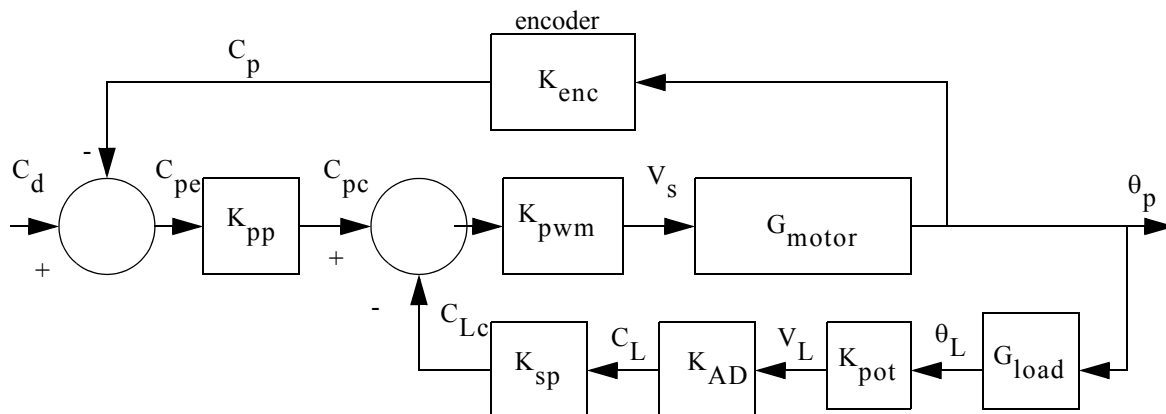 encoder
C_p
K_enc
-
C_d
C_pe
C_pc
V_s
θ_p
K_pp
K_pwm
G_motor
+
+
-
C_Lc
C_L
V_L
θ_L
K_sp
K_AD
K_pot
G_load